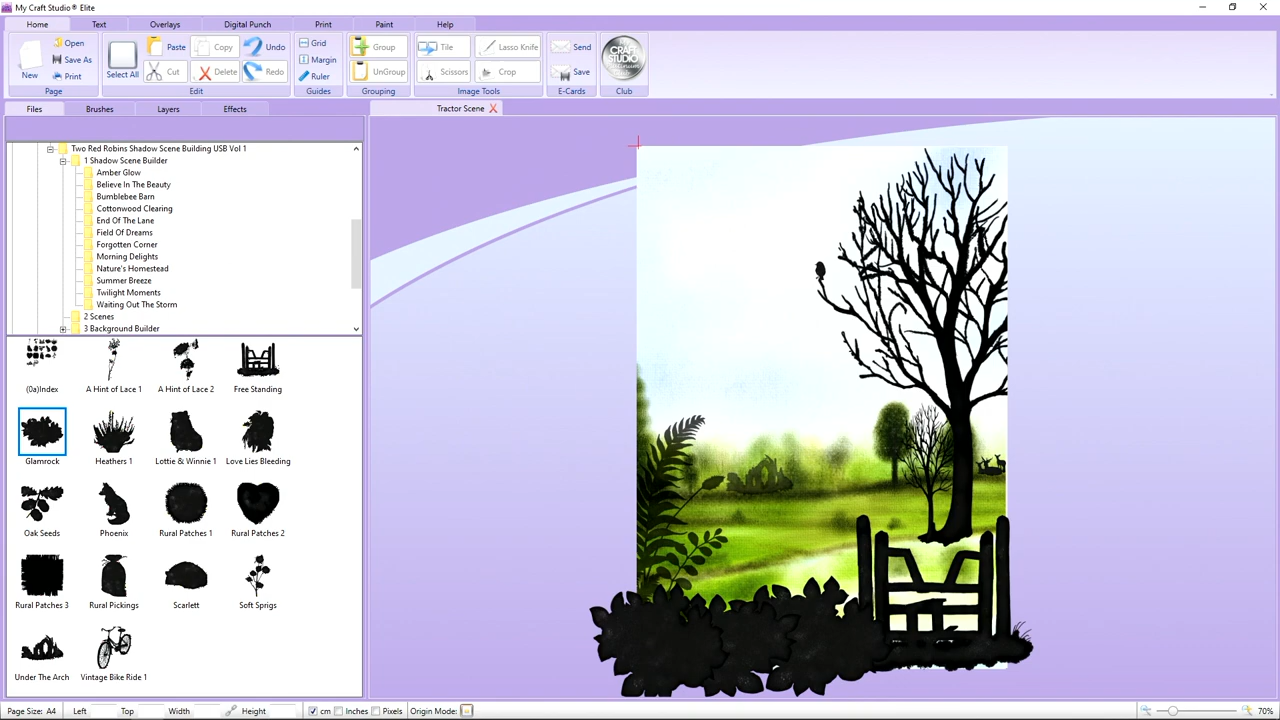 My Craft Studio® Elite
Home Text Overlays Digital Punch Print Paint Help
New Open Save As Print Page
Select All Paste Copy Undo Cut Delete Redo Edit
Grid Margin Ruler Guides
Group UnGroup Grouping
Tile Lasso Knife Scissors Crop Image Tools
Send Save E-Cards
CRAFT STUDIO Club
Files Brushes Layers Effects
Tractor Scene
Two Red Robins Shadow Scene Building USB Vol 1
1 Shadow Scene Builder
Amber Glow
Believe In The Beauty
Bumblebee Barn
Cottonwood Clearing
End Of The Lane
Field Of Dreams
Forgotten Corner
Morning Delights
Nature's Homestead
Summer Breeze
Twilight Moments
Waiting Out The Storm
2 Scenes
3 Background Builder
(0a)Index A Hint of Lace 1 A Hint of Lace 2 Free Standing
Glamrock Heathers 1 Lottie & Winnie 1 Love Lies Bleeding
Oak Seeds Phoenix Rural Patches 1 Rural Patches 2
Rural Patches 3 Rural Pickings Scarlett Soft Sprigs
Under The Arch Vintage Bike Ride 1
Page Size: A4 Left Top Width Height cm Inches Pixels Origin Mode: 70%